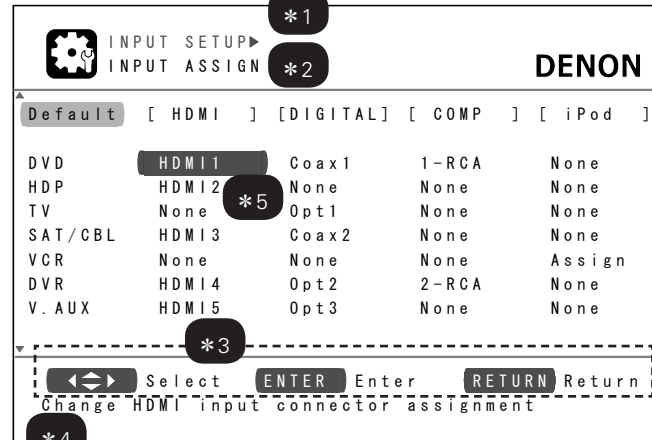 *1
INPUT SETUP▶
INPUT ASSIGN *2 DENON
Default [ HDMI ] [DIGITAL] [ COMP ] [ iPod ]
DVD HDMI1 Coax1 1-RCA None
HDP HDMI2 *5 None None None
TV None Opt1 None None
SAT/CBL HDMI3 Coax2 None None
VCR None None None Assign
DVR HDMI4 Opt2 2-RCA None
V.AUX HDMI5 Opt3 None None
*3
Select ENTER Enter RETURN Return
Change HDMI input connector assignment
*4